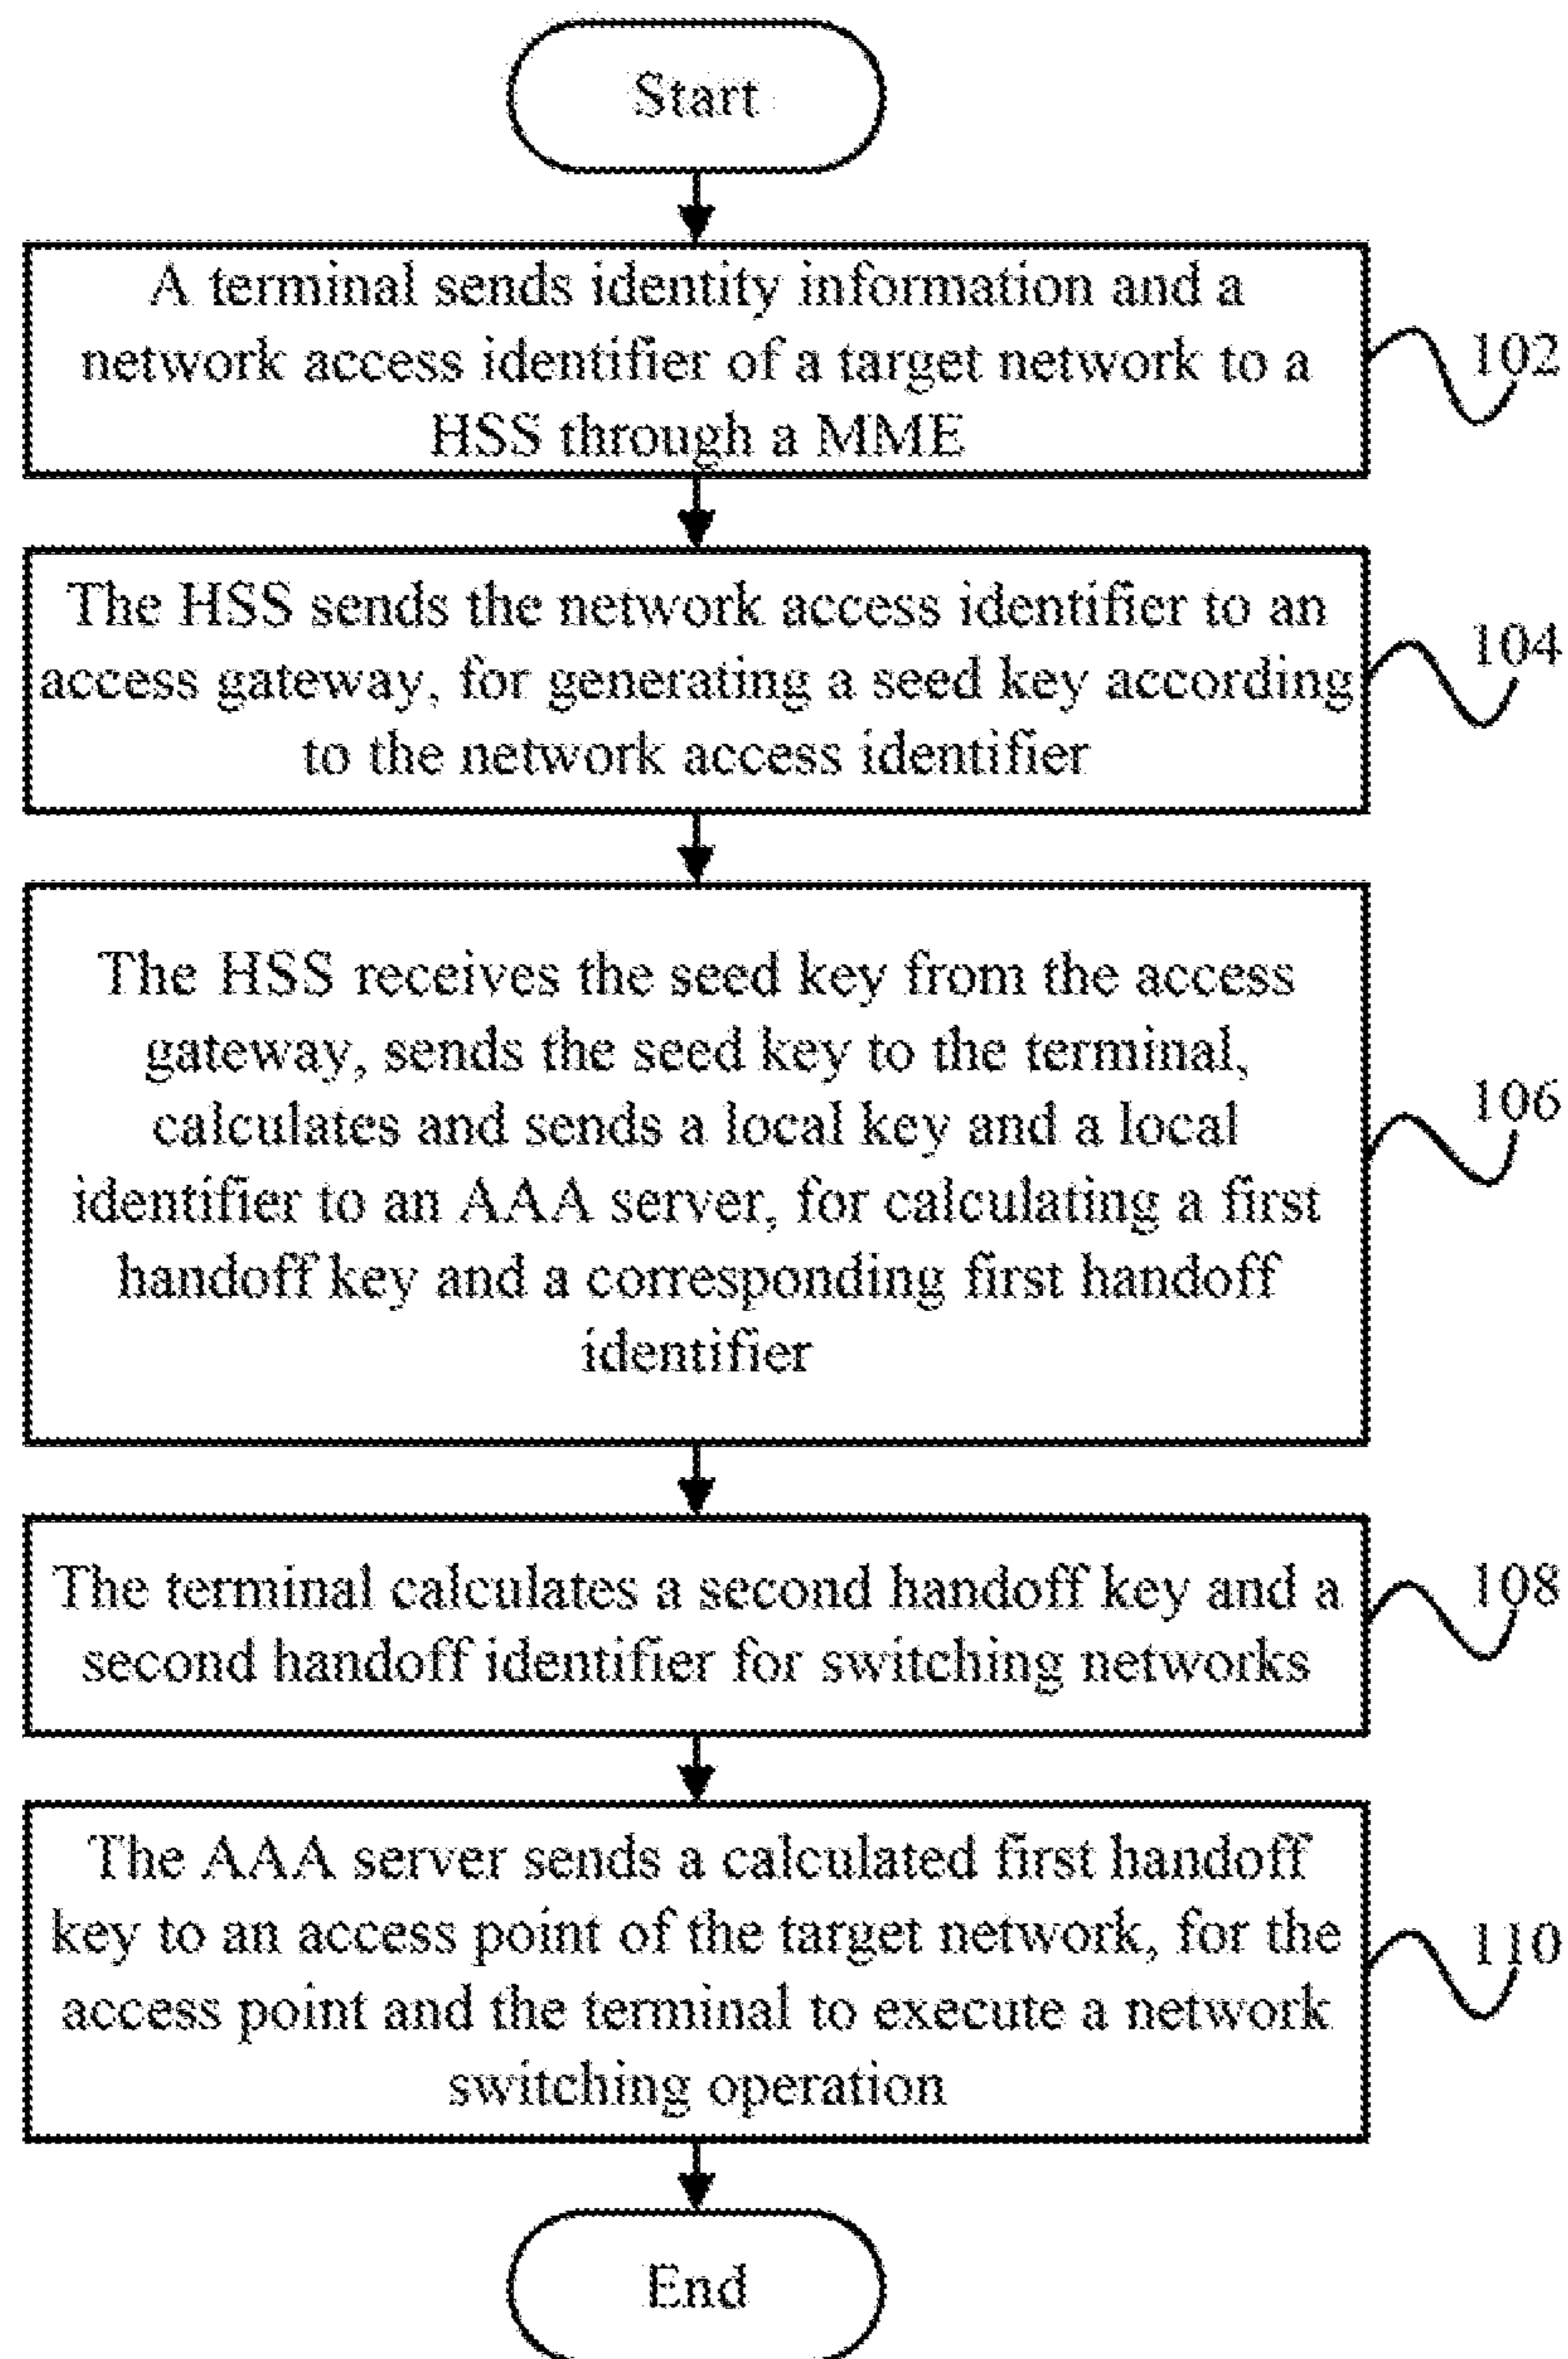 Start
A terminal sends identity information and a
network access identifier of a target network to a
HSS through a MME
102
The HSS sends the network access identifier to an
access gateway, for generating a seed key according
to the network access identifier
104
The HSS receives the seed key from the access
gateway, sends the seed key to the terminal,
calculates and sends a local key and a local
identifier to an AAA server, for calculating a first
handoff key and a corresponding first handoff
identifier
106
The terminal calculates a second handoff key and a
second handoff identifier for switching networks
108
The AAA server sends a calculated first handoff
key to an access point of the target network, for the
access point and the terminal to execute a network
switching operation
110
End